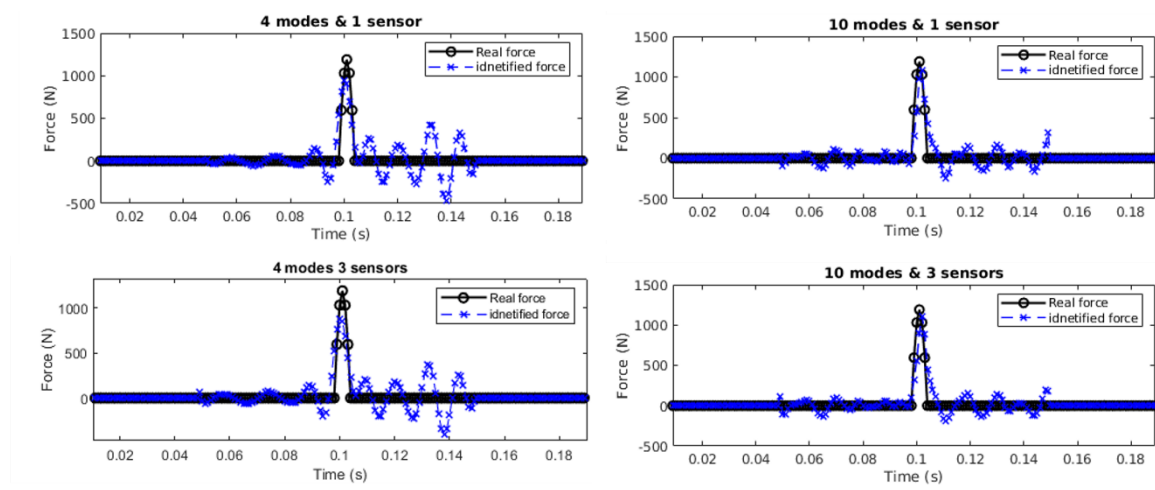 4 modes & 1 sensor
1500
1000
500
0
-500
Force (N)
Real force
idnetified force
0.02 0.04 0.06 0.08 0.1 0.12 0.14 0.16 0.18
Time (s)
10 modes & 1 sensor
1500
1000
500
0
-500
Force (N)
Real force
idnetified force
0.02 0.04 0.06 0.08 0.1 0.12 0.14 0.16 0.18
Time (s)
4 modes 3 sensors
1000
500
0
Force (N)
Real force
idnetified force
0.02 0.04 0.06 0.08 0.1 0.12 0.14 0.16 0.18
Time (s)
10 modes & 3 sensors
1500
1000
500
0
-500
Force (N)
Real force
idnetified force
0.02 0.04 0.06 0.08 0.1 0.12 0.14 0.16 0.18
Time (s)